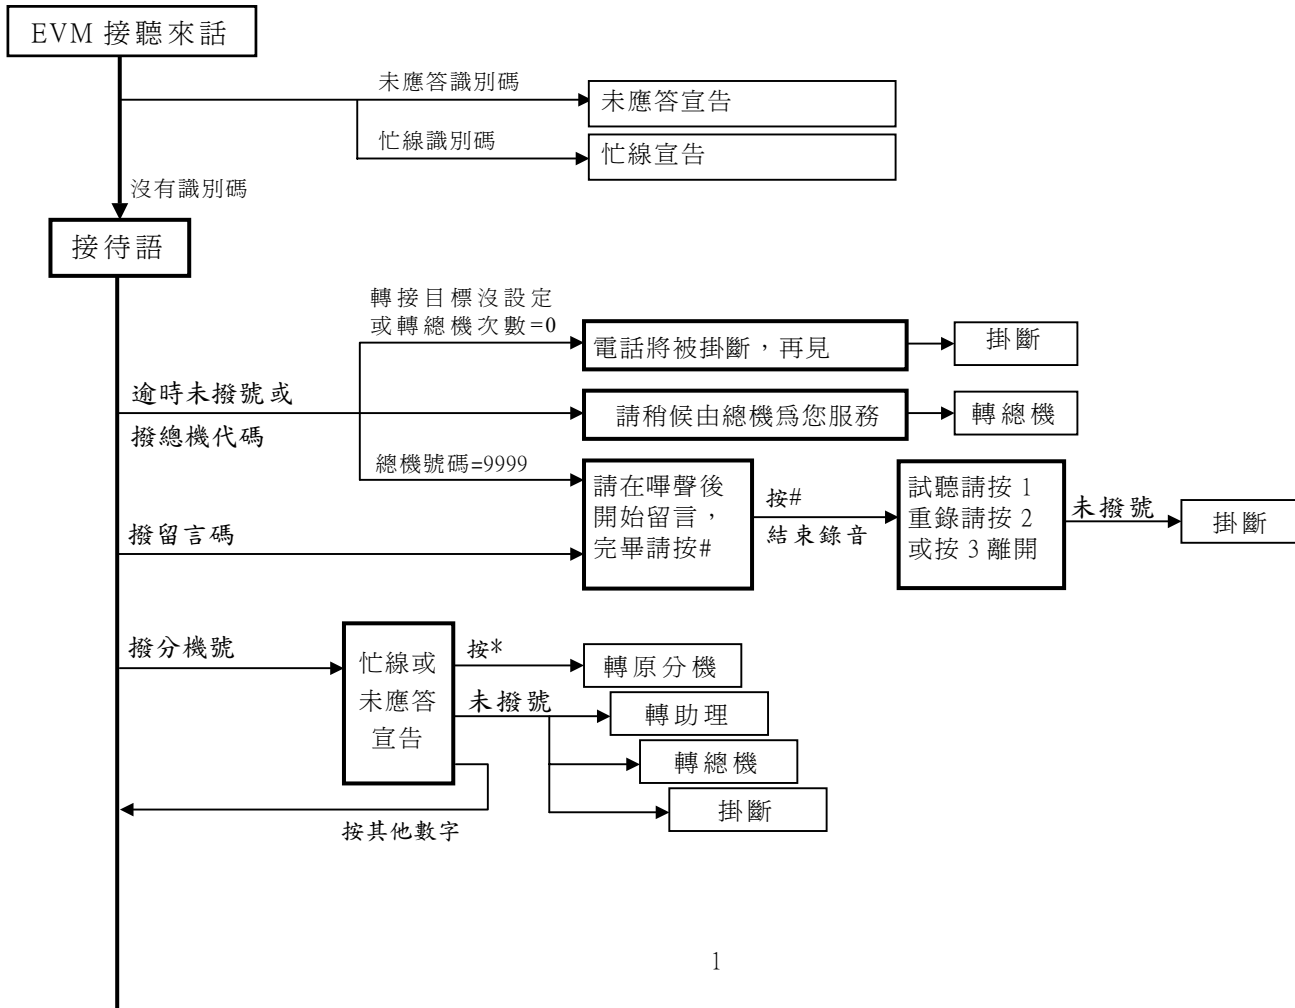 EVM 接聽來話
未應答識別碼
未應答宣告
忙線識別碼
忙線宣告
沒有識別碼
接待語
轉接目標沒設定
或轉總機次數=0
電話將被掛斷，再見
掛斷
逾時未撥號或
撥總機代碼
請稍候由總機爲您服務
轉總機
總機號碼=9999
請在嗶聲後
開始留言，
完畢請按#
按#
結束錄音
試聽請按 1
重錄請按 2
或按 3 離開
未撥號
掛斷
撥留言碼
撥分機號
忙線或
未應答
宣告
按*
轉原分機
未撥號
轉助理
轉總機
掛斷
按其他數字
1